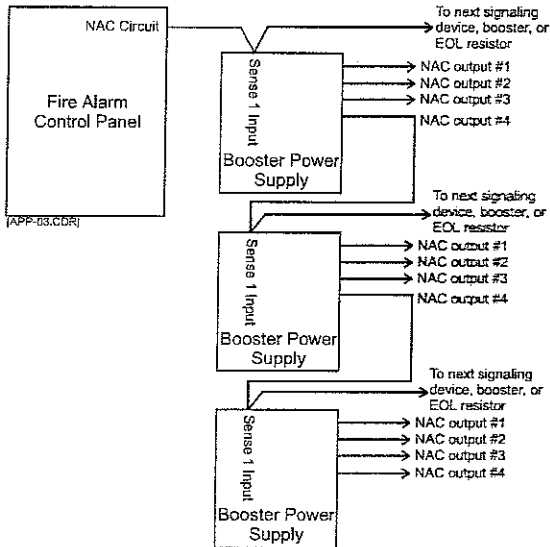 NAC Circuit
To next signaling
device, booster, or
EOL resistor
Fire Alarm
Control Panel
Sense 1 Input
NAC output #1
NAC output #2
NAC output #3
NAC output #4
Booster Power
Supply
[APP-03.CDR]
To next signaling
device, booster, or
EOL resistor
Sense 1 Input
NAC output #1
NAC output #2
NAC output #3
NAC output #4
Booster Power
Supply
To next signaling
device, booster, or
EOL resistor
Sense 1 Input
NAC output #1
NAC output #2
NAC output #3
NAC output #4
Booster Power
Supply